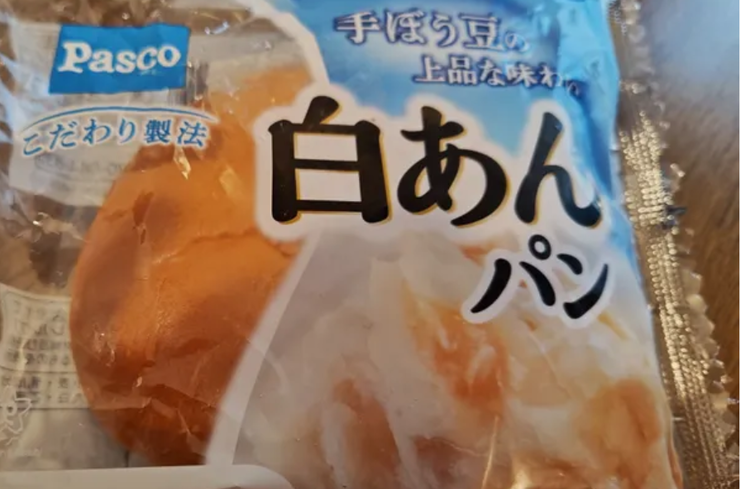 Pasco
こだわり製法
手ぼう豆の
上品な味わい
白あん
パン